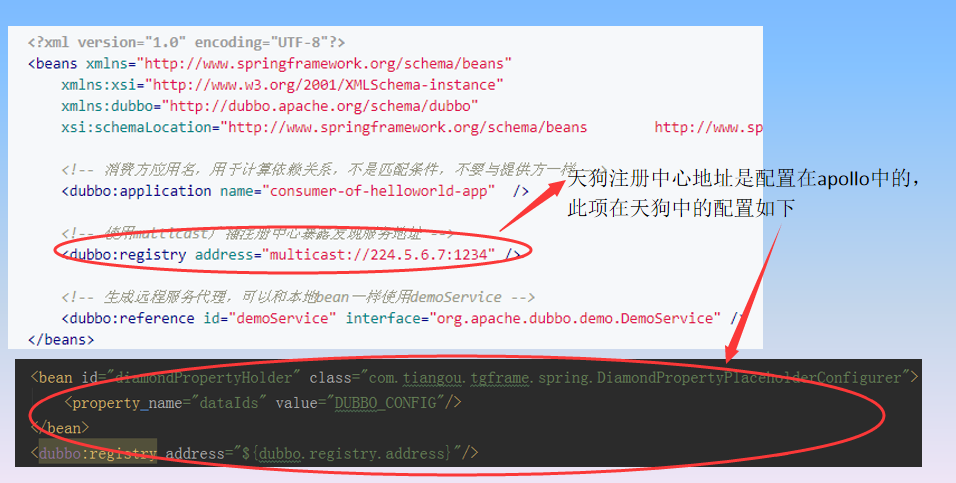 <?xml version="1.0" encoding="UTF-8"?>
<beans xmlns="http://www.springframework.org/schema/beans"
xmlns:xsi="http://www.w3.org/2001/XMLSchema-instance"
xmlns:dubbo="http://dubbo.apache.org/schema/dubbo"
xsi:schemaLocation="http://www.springframework.org/schema/beans http://www.sp
<!-- 消费方应用名，用于计算依赖关系，不是匹配条件，不要与提供方一样 -->
<dubbo:application name="consumer-of-helloworld-app" />
天狗注册中心地址是配置在apollo中的，
此项在天狗中的配置如下
<!-- 使用multicast广播注册中心暴露发现服务地址 -->
<dubbo:registry address="multicast://224.5.6.7:1234" />
<!-- 生成远程服务代理，可以和本地bean一样使用demoService -->
<dubbo:reference id="demoService" interface="org.apache.dubbo.demo.DemoService" />
</beans>
<bean id="diamondPropertyHolder" class="com.tiangou.tgframe.spring.DiamondPropertyPlaceholderConfigurer">
<property name="dataIds" value="DUBBO_CONFIG"/>
</bean>
<dubbo:registry address="${dubbo.registry.address}"/>